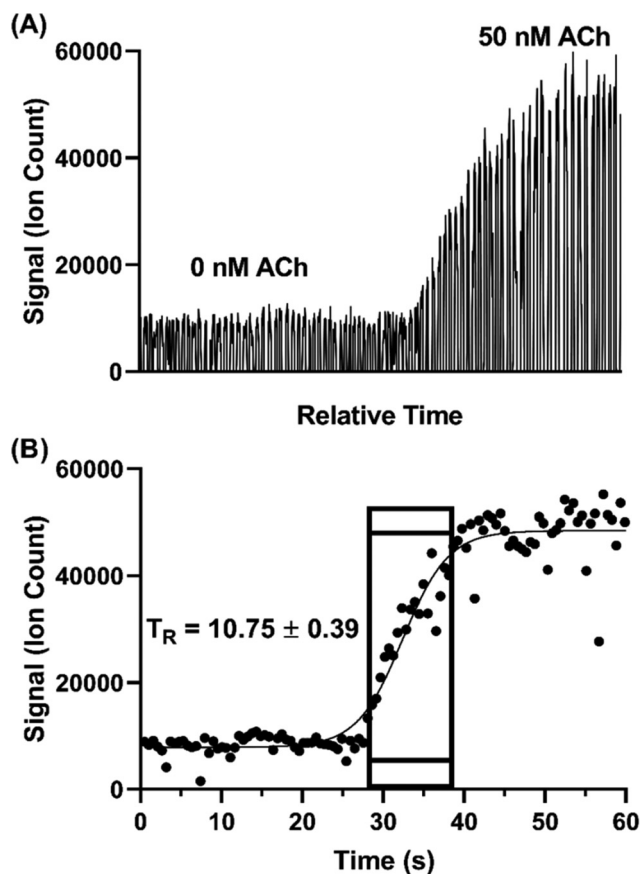 (A)
60000
50 nM ACh
40000
Signal (Ion Count)
20000
0 nM ACh
0
Relative Time
(B)
60000
40000
Signal (Ion Count)
T_R = 10.75 ± 0.39
20000
0
0 10 20 30 40 50 60
Time (s)